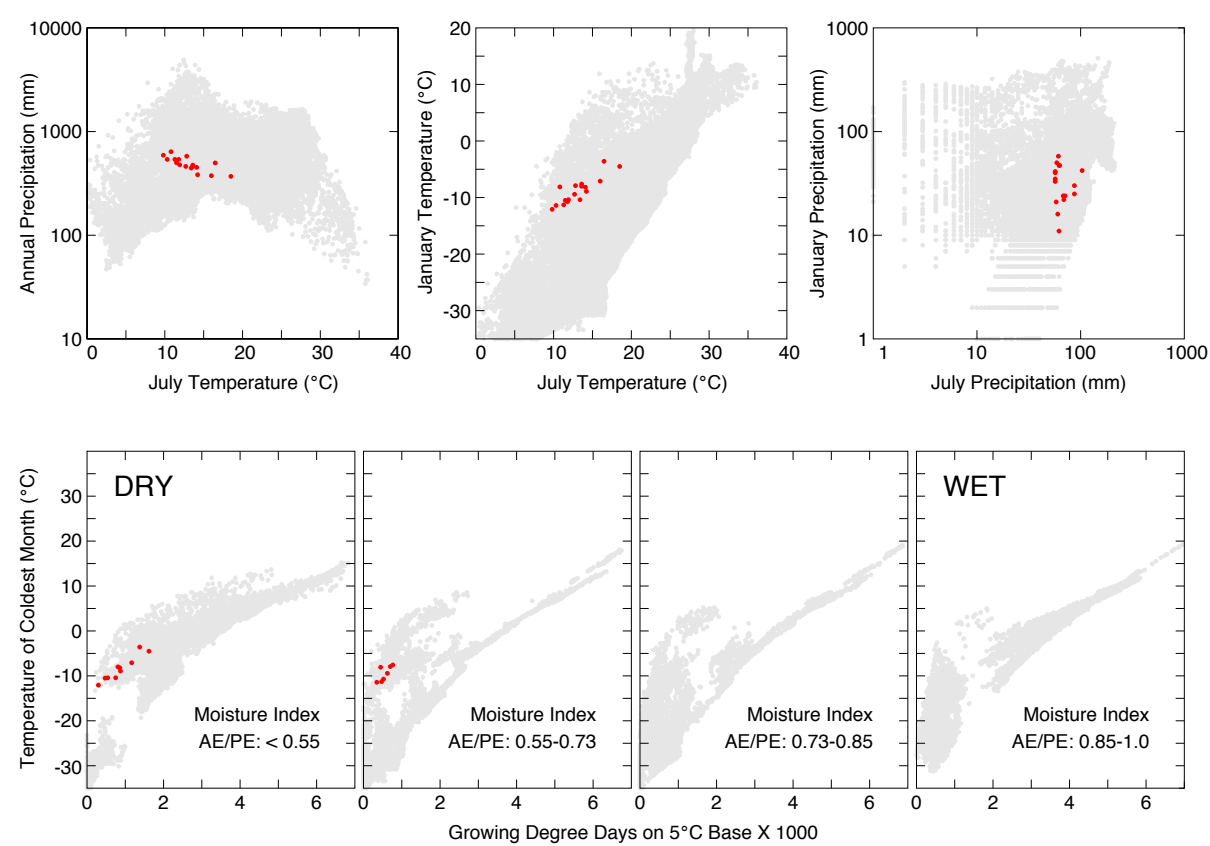 10000
1000
100
10
0 10 20 30 40
Annual Precipitation (mm)
July Temperature (°C)
20
10
0
-10
-20
-30
0 10 20 30 40
January Temperature (°C)
July Temperature (°C)
1000
100
10
1
1 10 100 1000
January Precipitation (mm)
July Precipitation (mm)
Temperature of Coldest Month (°C)
30
20
10
0
-10
-20
-30
DRY
Moisture Index
AE/PE: < 0.55
0 2 4 6
Moisture Index
AE/PE: 0.55-0.73
0 2 4 6
Moisture Index
AE/PE: 0.73-0.85
0 2 4 6
WET
Moisture Index
AE/PE: 0.85-1.0
0 2 4 6
Growing Degree Days on 5°C Base X 1000